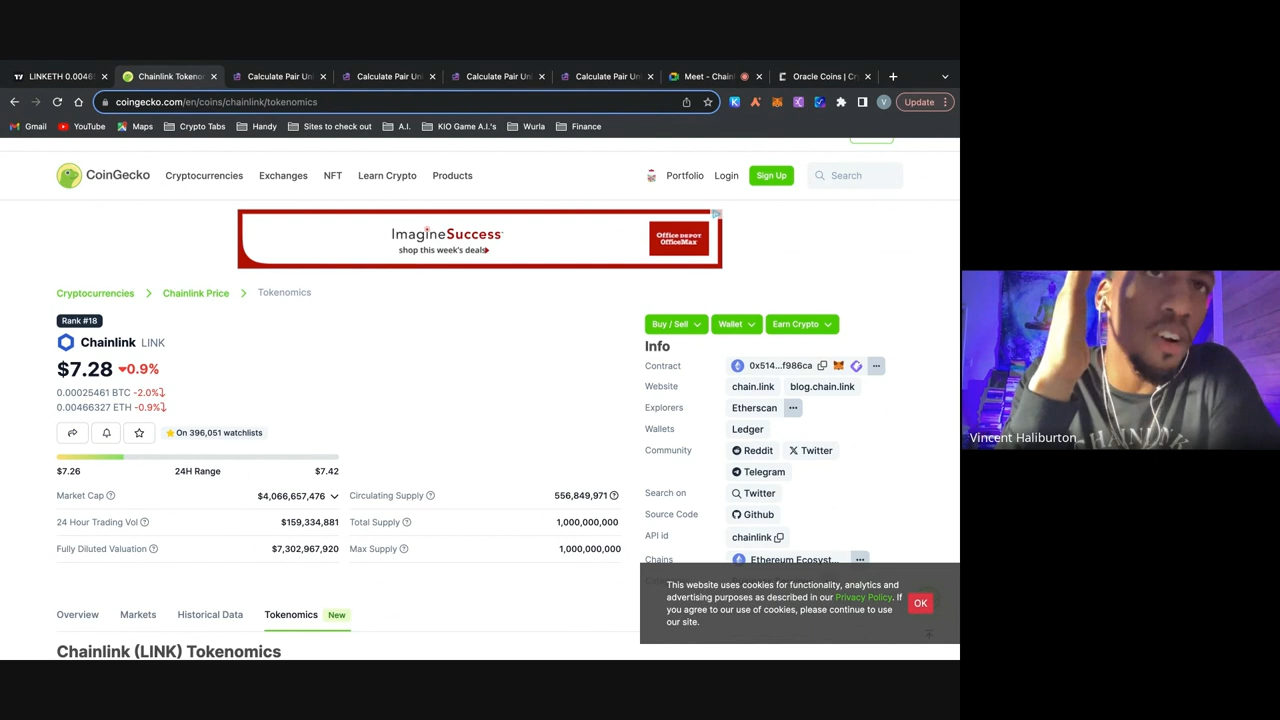 LINKETH 0.0046
Chainlink Tokeno
Calculate Pair Un
Calculate Pair Un
Calculate Pair Un
Calculate Pair Un
Meet - Chain
Oracle Coins | Cr
coingecko.com/en/coins/chainlink/tokenomics
K
V
Update
Gmail
YouTube
Maps
Crypto Tabs
Handy
Sites to check out
A.I.
KIO Game A.I.'s
Wurla
Finance
CoinGecko
Cryptocurrencies
Exchanges
NFT
Learn Crypto
Products
Portfolio
Login
Sign Up
Search
ImagineSuccess
shop this week's deals
Office DEPOT
OfficeMax
Cryptocurrencies > Chainlink Price > Tokenomics
Rank #18
Chainlink LINK
$7.28 0.9%
0.00025461 BTC -2.0%
0.00466327 ETH -0.9%
On 396,051 watchlists
$7.26 24H Range $7.42
Market Cap $4,066,657,476
Circulating Supply 556,849,971
24 Hour Trading Vol $159,334,881
Total Supply 1,000,000,000
Fully Diluted Valuation $7,302,967,920
Max Supply 1,000,000,000
Buy / Sell
Wallet
Earn Crypto
Info
Contract 0x514...f986ca ...
Website chain.link blog.chain.link
Explorers Etherscan ...
Wallets Ledger
Community Reddit Twitter
Telegram
Search on Twitter
Source Code Github
API id chainlink
Chains Ethereum Ecosyst... ...
This website uses cookies for functionality, analytics and
advertising purposes as described in our Privacy Policy. If
you agree to our use of cookies, please continue to use
our site.
OK
Overview
Markets
Historical Data
Tokenomics New
Chainlink (LINK) Tokenomics
Vincent Haliburton
CHAINLINK